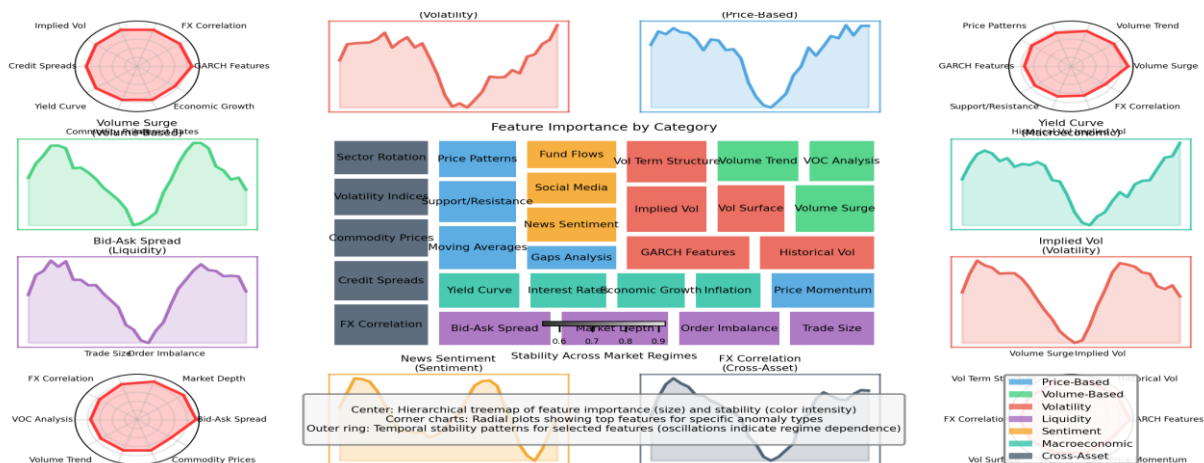 Implied Vol
FX Correlation
Credit Spreads
GARCH Features
Yield Curve
Economic Growth
(Volatility)
(Price-Based)
Price Patterns
Volume Trend
GARCH Features
Volume Surge
Support/Resistance
FX Correlation
Volume Surge
(Volume-Based)
Feature Importance by Category
Yield Curve
(Macroeconomic)
Sector Rotation
Volatility Indices
Commodity Prices
Credit Spreads
FX Correlation
Price Patterns
Support/Resistance
Moving Averages
Fund Flows
Social Media
News Sentiment
Gaps Analysis
Vol Term Structure
Volume Trend
VOC Analysis
Implied Vol
Vol Surface
Volume Surge
GARCH Features
Historical Vol
Yield Curve
Interest Rates
Economic Growth
Inflation
Price Momentum
Bid-Ask Spread
Market Depth
Order Imbalance
Trade Size
0.6
0.7
0.8
0.9
Stability Across Market Regimes
Bid-Ask Spread
(Liquidity)
Implied Vol
(Volatility)
Trade Size
Order Imbalance
FX Correlation
Market Depth
VOC Analysis
Bid-Ask Spread
Volume Trend
Commodity Prices
News Sentiment
(Sentiment)
FX Correlation
(Cross-Asset)
Volume Surge
Implied Vol
Center: Hierarchical treemap of feature importance (size) and stability (color intensity)
Corner charts: Radial plots showing top features for specific anomaly types
Outer ring: Temporal stability patterns for selected features (oscillations indicate regime dependence)
Price-Based
Volume-Based
Volatility
Liquidity
Sentiment
Macroeconomic
Cross-Asset